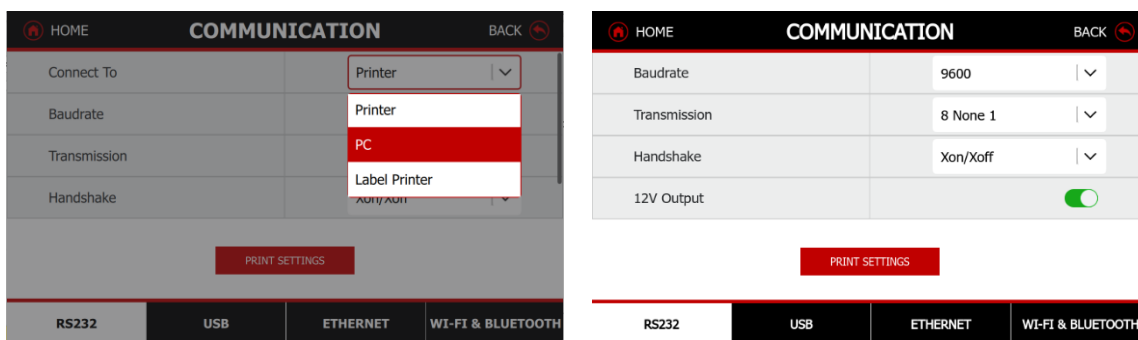 HOME COMMUNICATION BACK
Connect To Printer
Baudrate Printer
PC
Transmission
Label Printer
Handshake Xon/Xoff
PRINT SETTINGS
RS232 USB ETHERNET WI-FI & BLUETOOTH
HOME COMMUNICATION BACK
Baudrate 9600
Transmission 8 None 1
Handshake Xon/Xoff
12V Output
PRINT SETTINGS
RS232 USB ETHERNET WI-FI & BLUETOOTH